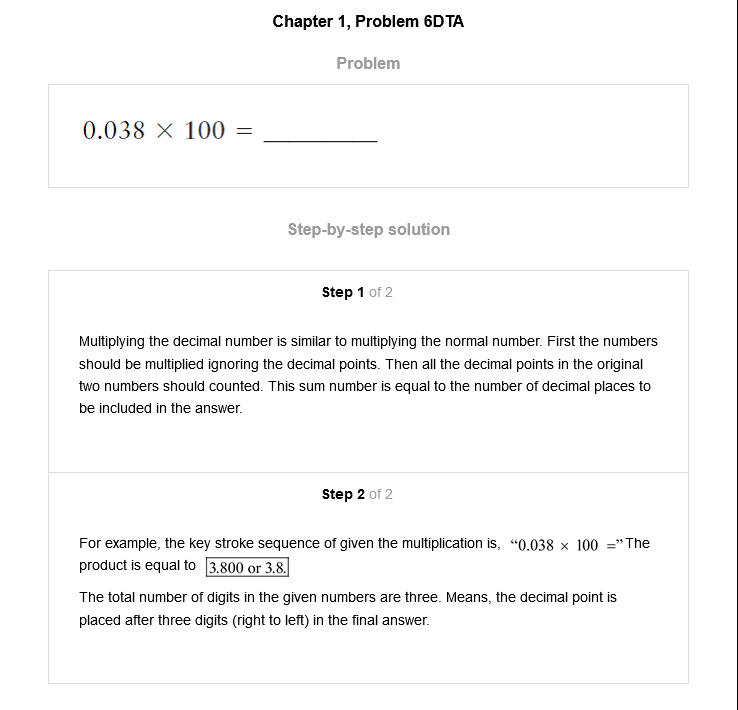 Chapter 1, Problem 6DTA
Problem
0.038 × 100 = __________
Step-by-step solution
Step 1 of 2
Multiplying the decimal number is similar to multiplying the normal number. First the numbers
should be multiplied ignoring the decimal points. Then all the decimal points in the original
two numbers should counted. This sum number is equal to the number of decimal places to
be included in the answer.
Step 2 of 2
For example, the key stroke sequence of given the multiplication is, “0.038 × 100 =” The
product is equal to 3.800 or 3.8.
The total number of digits in the given numbers are three. Means, the decimal point is
placed after three digits (right to left) in the final answer.